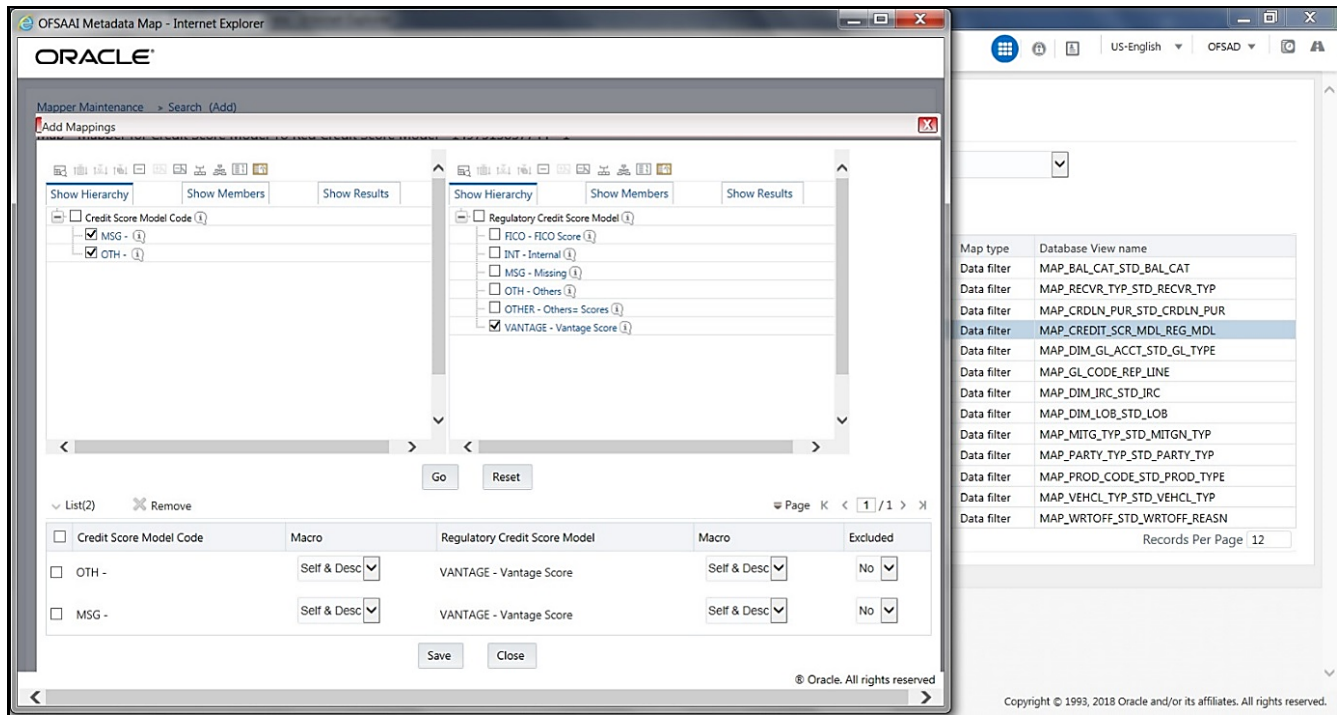 OFSAAI Metadata Map - Internet Explorer
ORACLE
Mapper Maintenance > Search (Add)
Add Mappings
Show Hierarchy Show Members Show Results
Credit Score Model Code
MSG -
OTH -
Show Hierarchy Show Members Show Results
Regulatory Credit Score Model
FICO - FICO Score
INT - Internal
MSG - Missing
OTH - Others
OTHER - Others= Scores
VANTAGE - Vantage Score
Go Reset
List(2) Remove Page 1 / 1
Credit Score Model Code Macro Regulatory Credit Score Model Macro Excluded
OTH - Self & Desc VANTAGE - Vantage Score Self & Desc No
MSG - Self & Desc VANTAGE - Vantage Score Self & Desc No
Save Close
® Oracle. All rights reserved
US-English OFSAD
Map type Database View name
Data filter MAP_BAL_CAT_STD_BAL_CAT
Data filter MAP_RECVR_TYP_STD_RECVR_TYP
Data filter MAP_CRDLN_PUR_STD_CRDLN_PUR
Data filter MAP_CREDIT_SCR_MDL_REG_MDL
Data filter MAP_DIM_GL_ACCT_STD_GL_TYPE
Data filter MAP_GL_CODE_REP_LINE
Data filter MAP_DIM_IRC_STD_IRC
Data filter MAP_DIM_LOB_STD_LOB
Data filter MAP_MITG_TYP_STD_MITGN_TYP
Data filter MAP_PARTY_TYP_STD_PARTY_TYP
Data filter MAP_PROD_CODE_STD_PROD_TYPE
Data filter MAP_VEHCL_TYP_STD_VEHCL_TYP
Data filter MAP_WRTOFF_STD_WRTOFF_REASN
Records Per Page 12
Copyright © 1993, 2018 Oracle and/or its affiliates. All rights reserved.